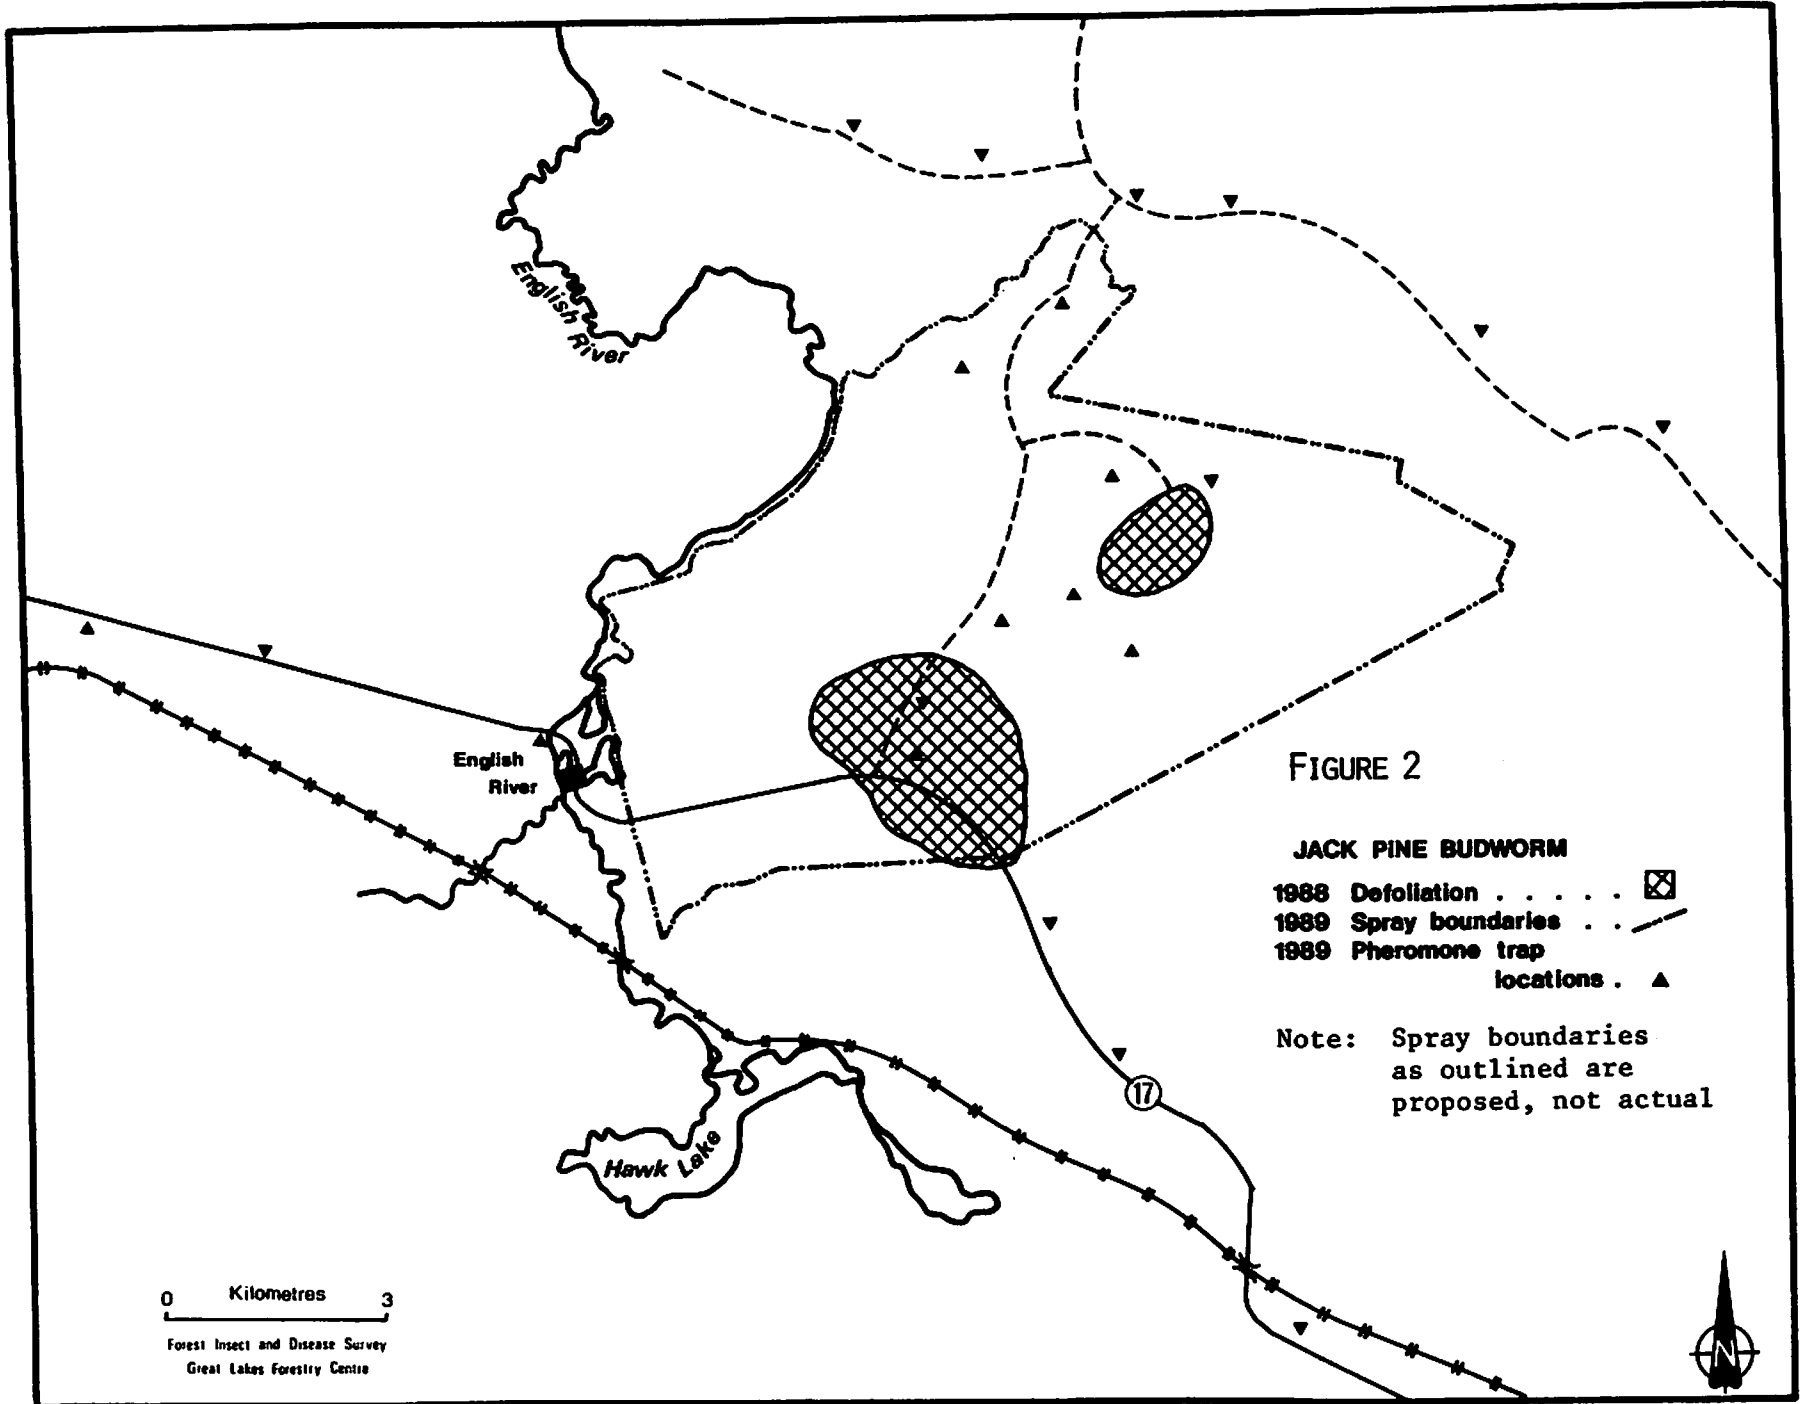 English River
English
River
Hawk Lake
17
FIGURE 2
JACK PINE BUDWORM
1988 Defoliation . . . . .
1989 Spray boundaries . .
1989 Pheromone trap
locations .
Note: Spray boundaries
as outlined are
proposed, not actual
0 Kilometres 3
Forest Insect and Disease Survey
Great Lakes Forestry Centre
N